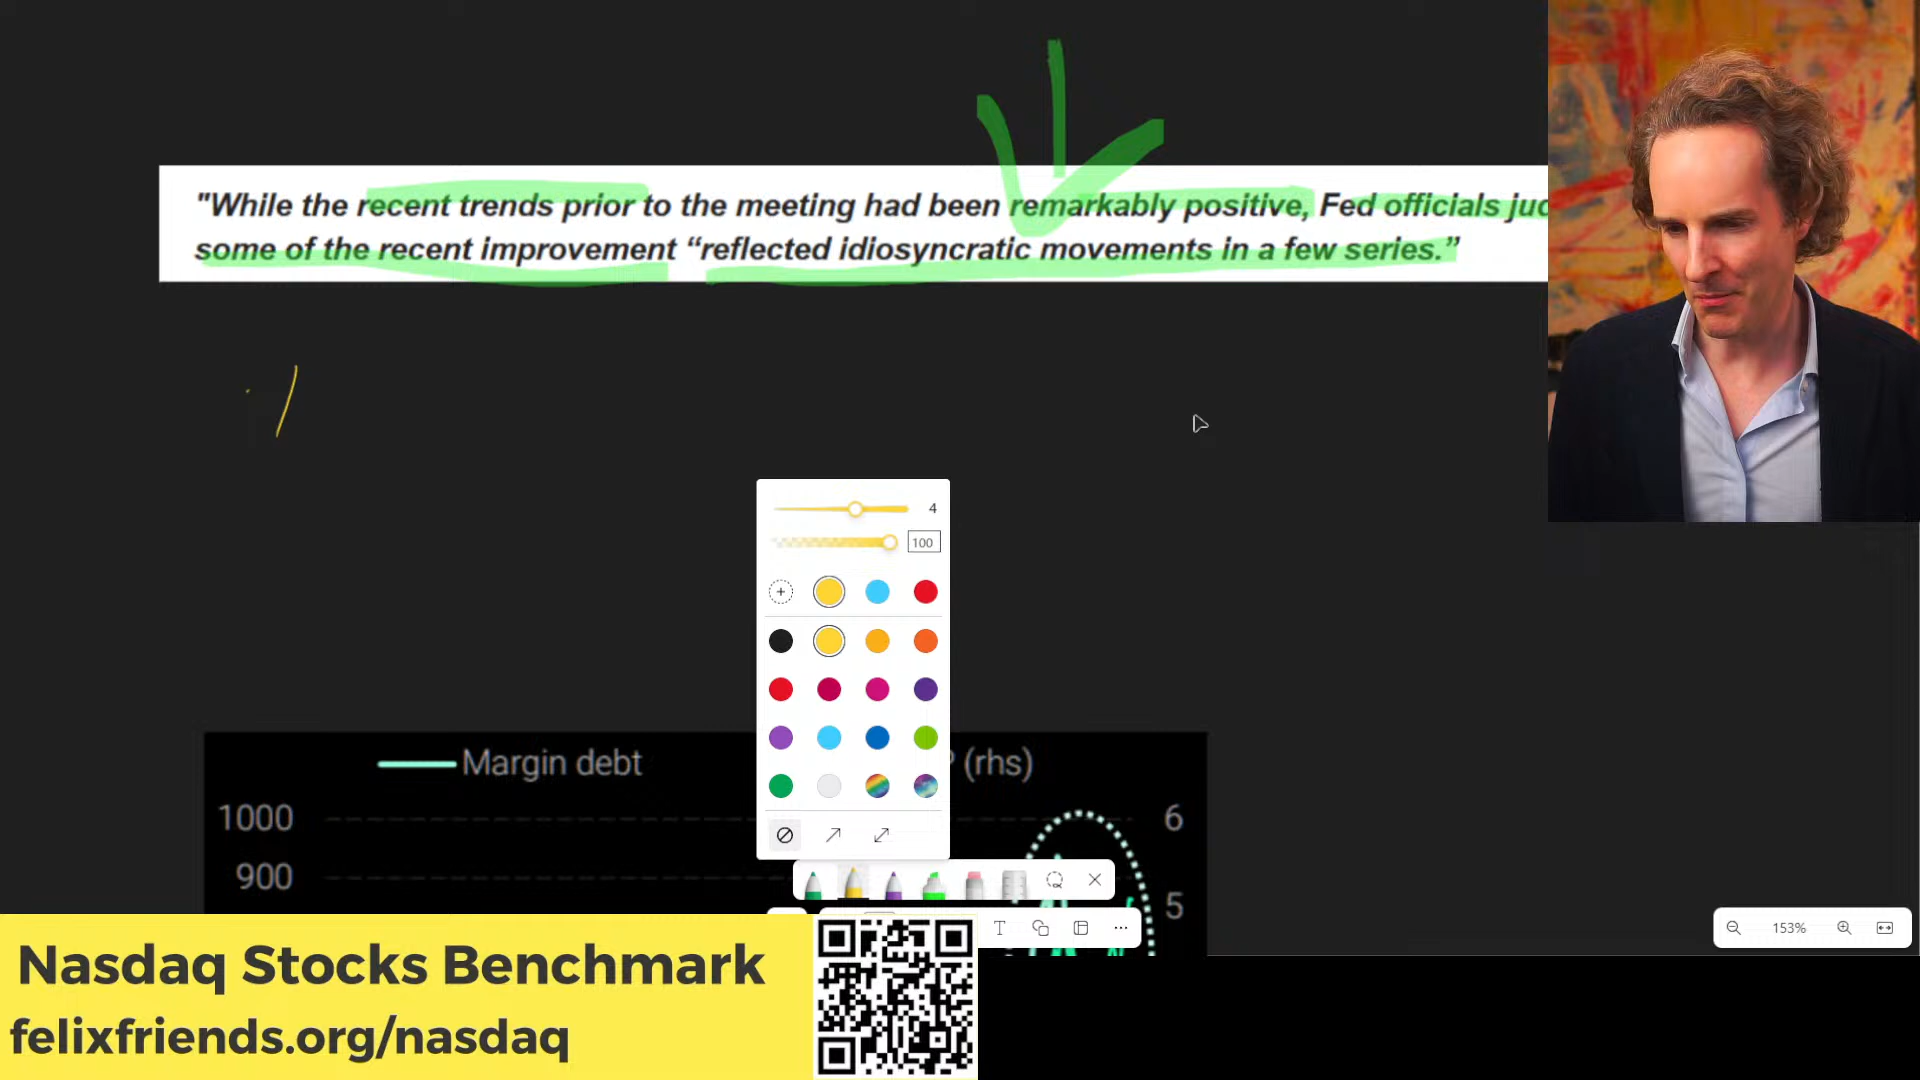 "While the recent trends prior to the meeting had been remarkably positive, Fed officials
some of the recent improvement “reflected idiosyncratic movements in a few series.”
4
100
Margin debt
(rhs)
1000
6
900
5
T
153%
Nasdaq Stocks Benchmark
felixfriends.org/nasdaq